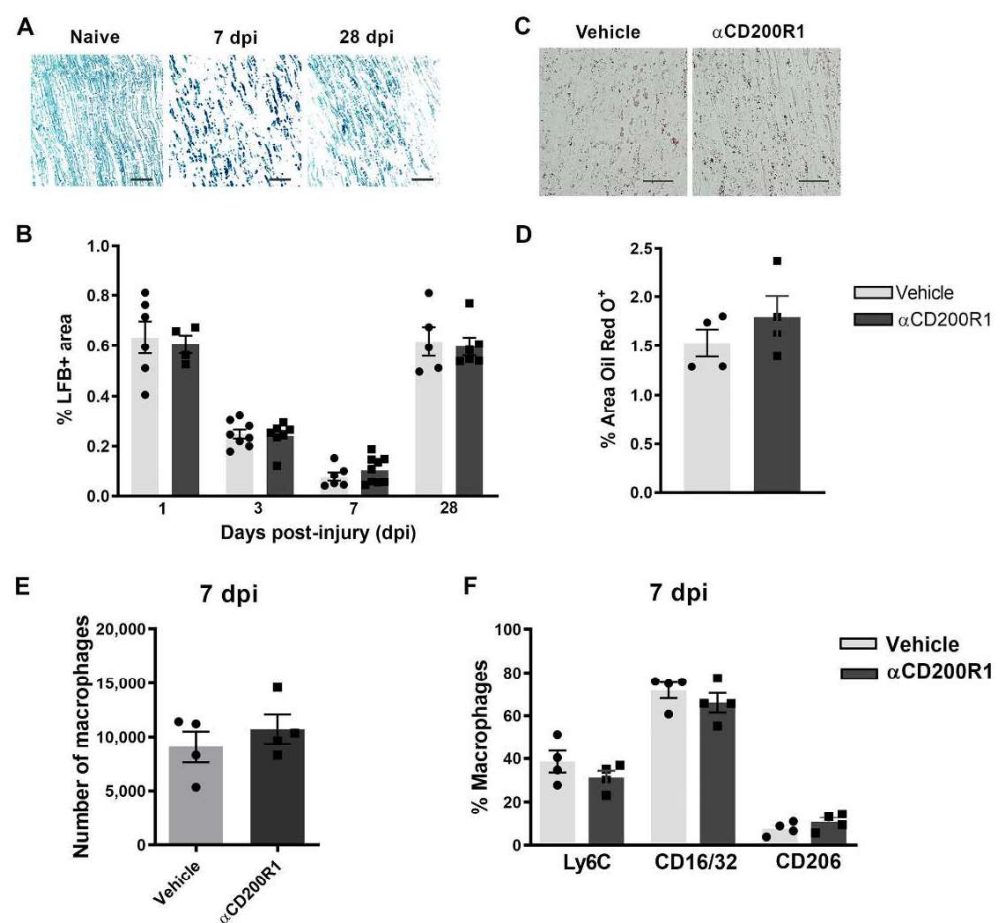 A
Naive 7 dpi 28 dpi
C
Vehicle αCD200R1
B
% LFB+ area
1.0
0.8
0.6
0.4
0.2
0.0
1 3 7 28
Days post-injury (dpi)
D
% Area Oil Red O+
2.5
2.0
1.5
1.0
0.5
0.0
Vehicle
αCD200R1
E
7 dpi
Number of macrophages
20,000
15,000
10,000
5,000
0
Vehicle
αCD200R1
F
7 dpi
% Macrophages
100
80
60
40
20
0
Ly6C CD16/32 CD206
Vehicle
αCD200R1